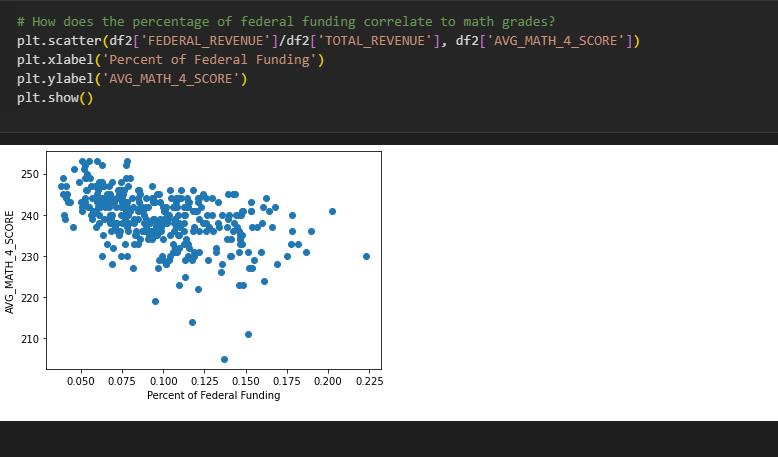 # How does the percentage of federal funding correlate to math grades?
plt.scatter(df2['FEDERAL_REVENUE']/df2['TOTAL_REVENUE'], df2['AVG_MATH_4_SCORE'])
plt.xlabel('Percent of Federal Funding')
plt.ylabel('AVG_MATH_4_SCORE')
plt.show()
AVG_MATH_4_SCORE
250
240
230
220
210
0.050 0.075 0.100 0.125 0.150 0.175 0.200 0.225
Percent of Federal Funding